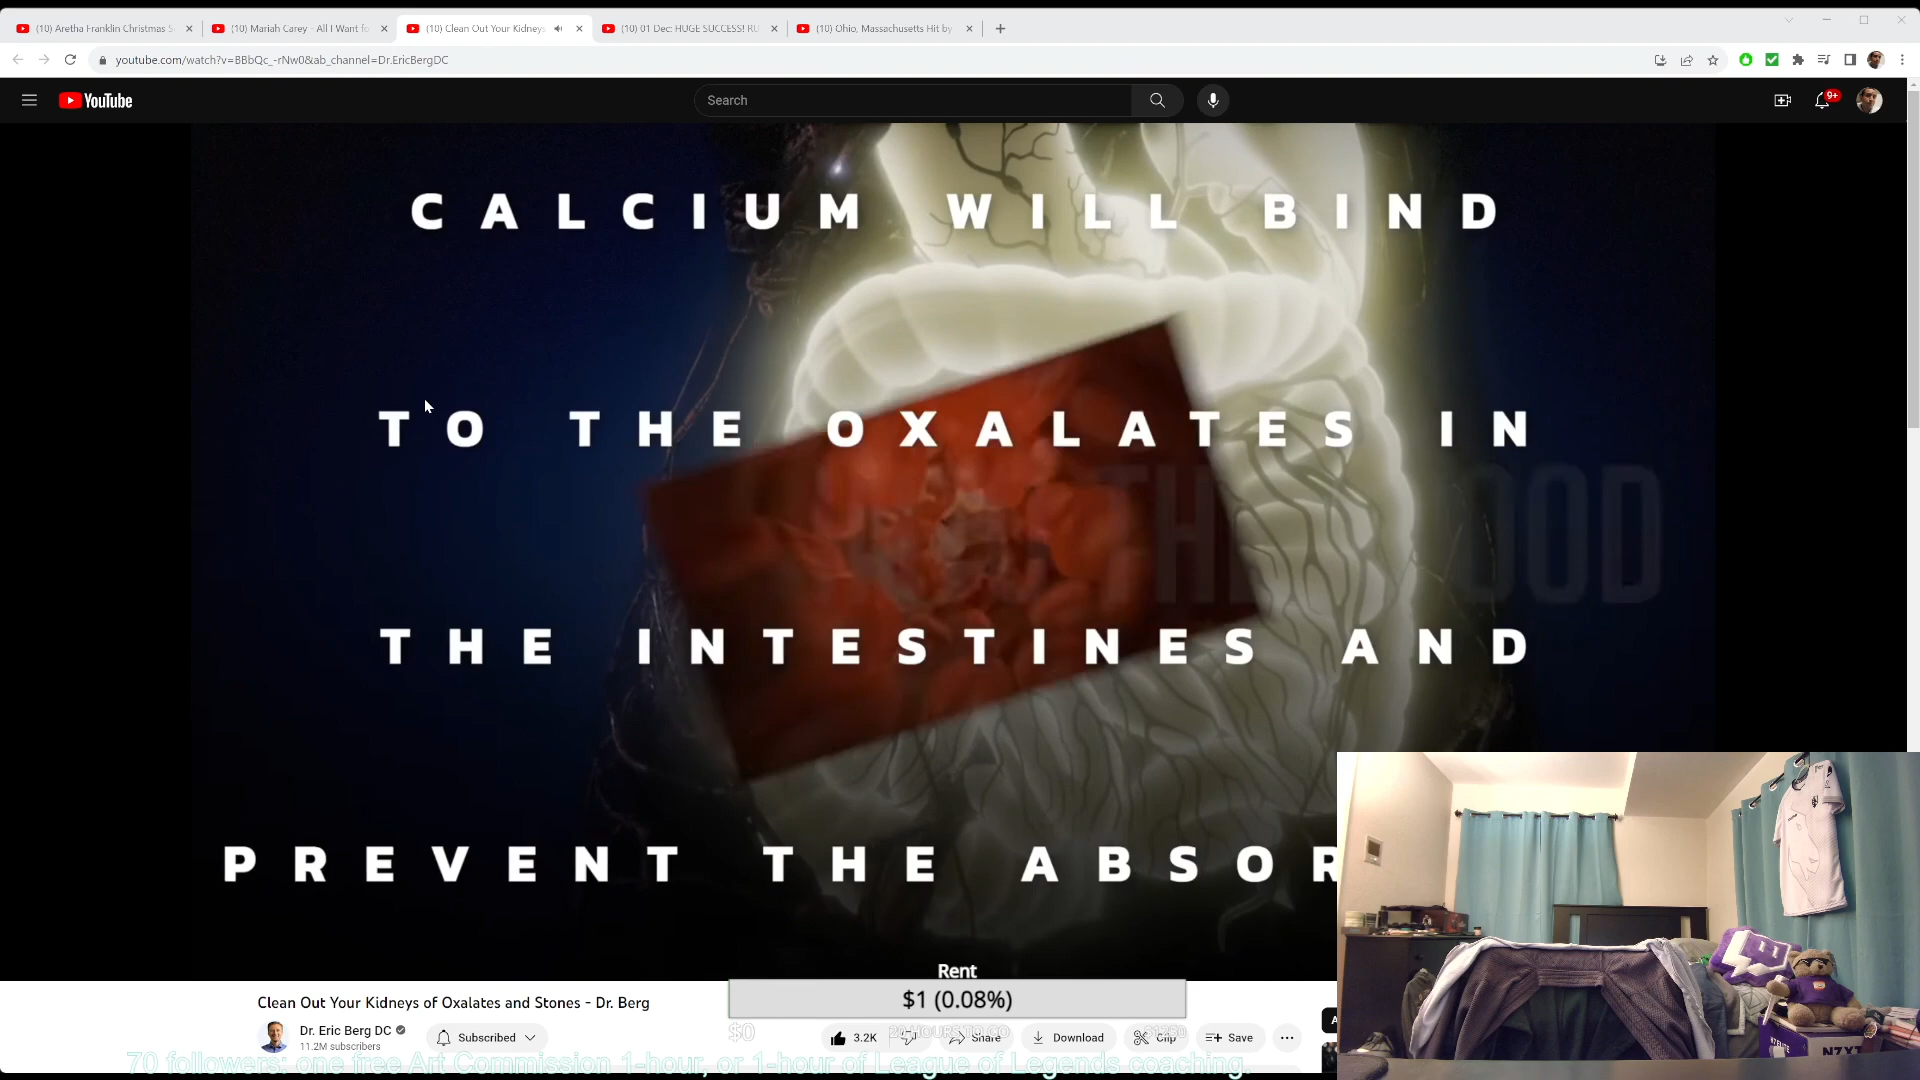 (10) Aretha Franklin Christmas S
(10) Mariah Carey - All I Want fo
(10) Clean Out Your Kidneys
(10) 01 Dec: HUGE SUCCESS! RU
(10) Ohio, Massachusetts Hit by
youtube.com/watch?v=BBbQc_-rNw0&ab_channel=Dr.EricBergDC
YouTube
Search
9+
CALCIUM WILL BIND
TO THE OXALATES IN
THE INTESTINES AND
PREVENT THE ABSOR
Rent
$1 (0.08%)
Clean Out Your Kidneys of Oxalates and Stones - Dr. Berg
$0
Dr. Eric Berg DC
11.2M subscribers
Subscribed
3.2K
Share
Download
Clip
Save
70 followers: one free Art Commission 1-hour, or 1-hour of League of Legends coaching.
NZXT